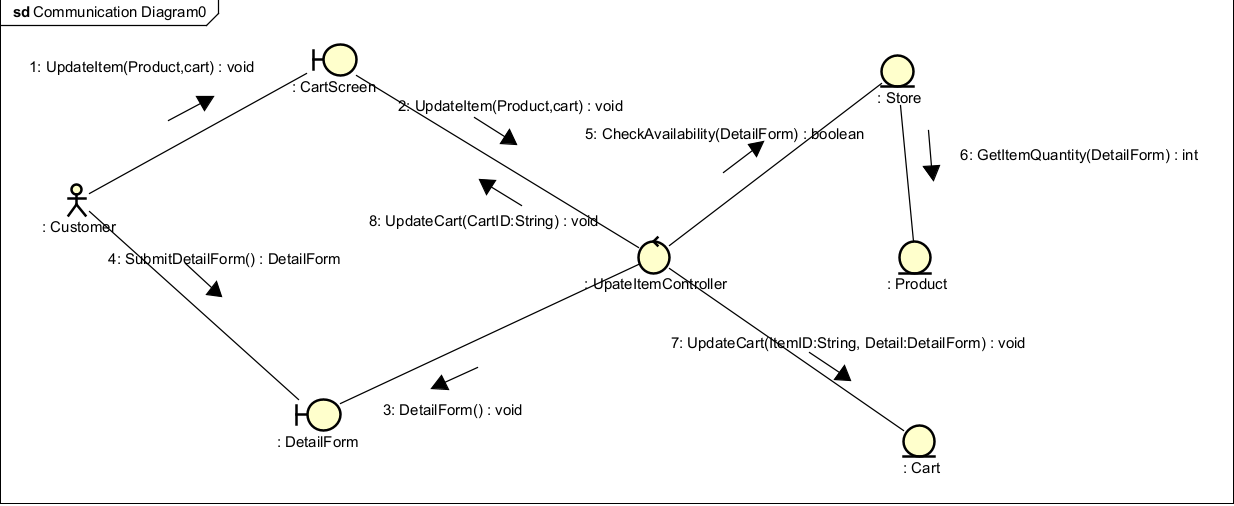 sd Communication Diagram0
1: UpdateItem(Product,cart) : void
: CartScreen
2: UpdateItem(Product,cart) : void
: Store
5: CheckAvailability(DetailForm) : boolean
6: GetItemQuantity(DetailForm) : int
: Customer
8: UpdateCart(CartID:String) : void
4: SubmitDetailForm() : DetailForm
: UpateItemController
: Product
7: UpdateCart(ItemID:String, Detail:DetailForm) : void
3: DetailForm() : void
: DetailForm
: Cart